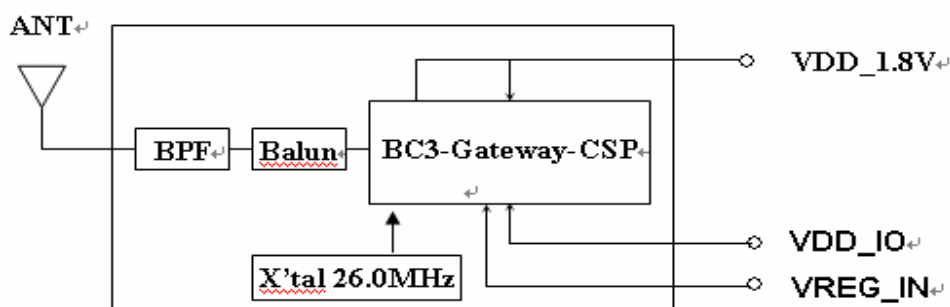 ANT
VDD_1.8V
BPF
Balun
BC3-Gateway-CSP
VDD_IO
X'tal 26.0MHz
VREG_IN